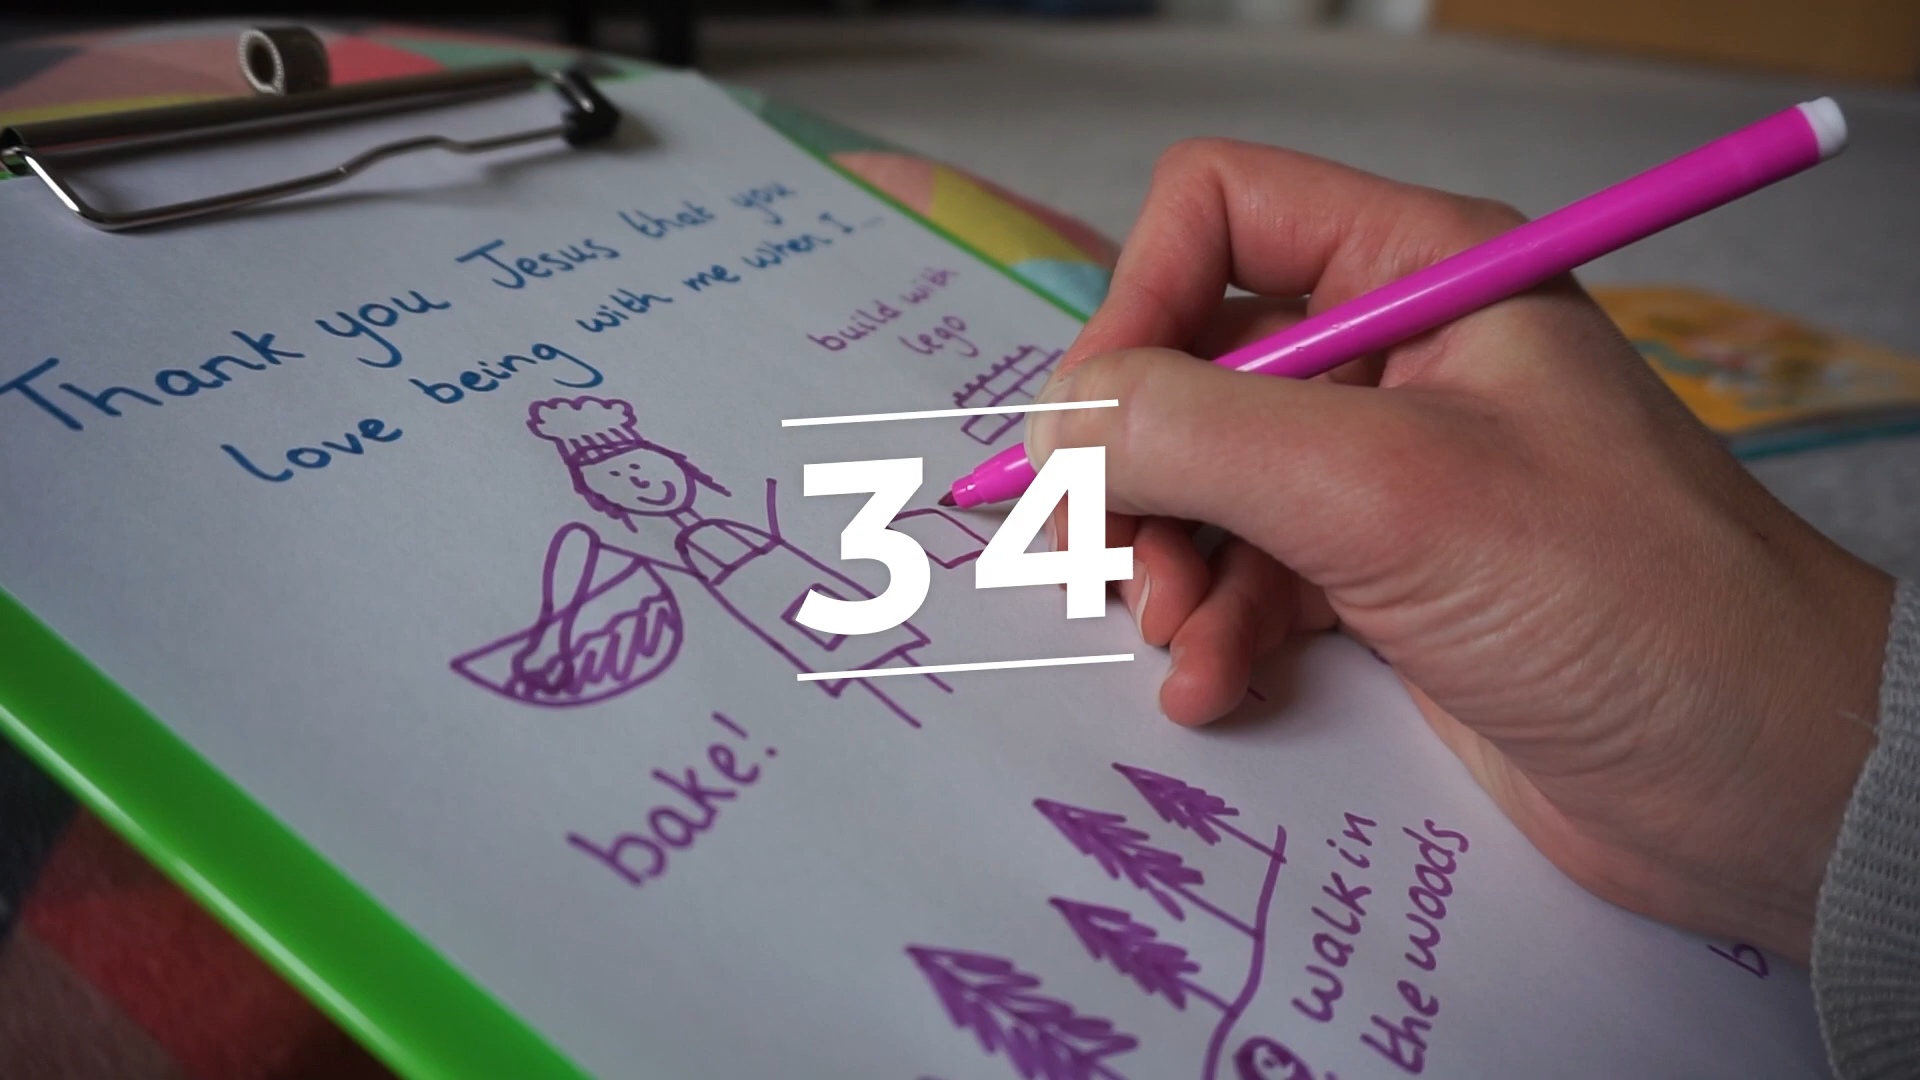 Thank you Jesus that you
love being with me when I...
build with
lego
34
bake!
walk in
the woods
b